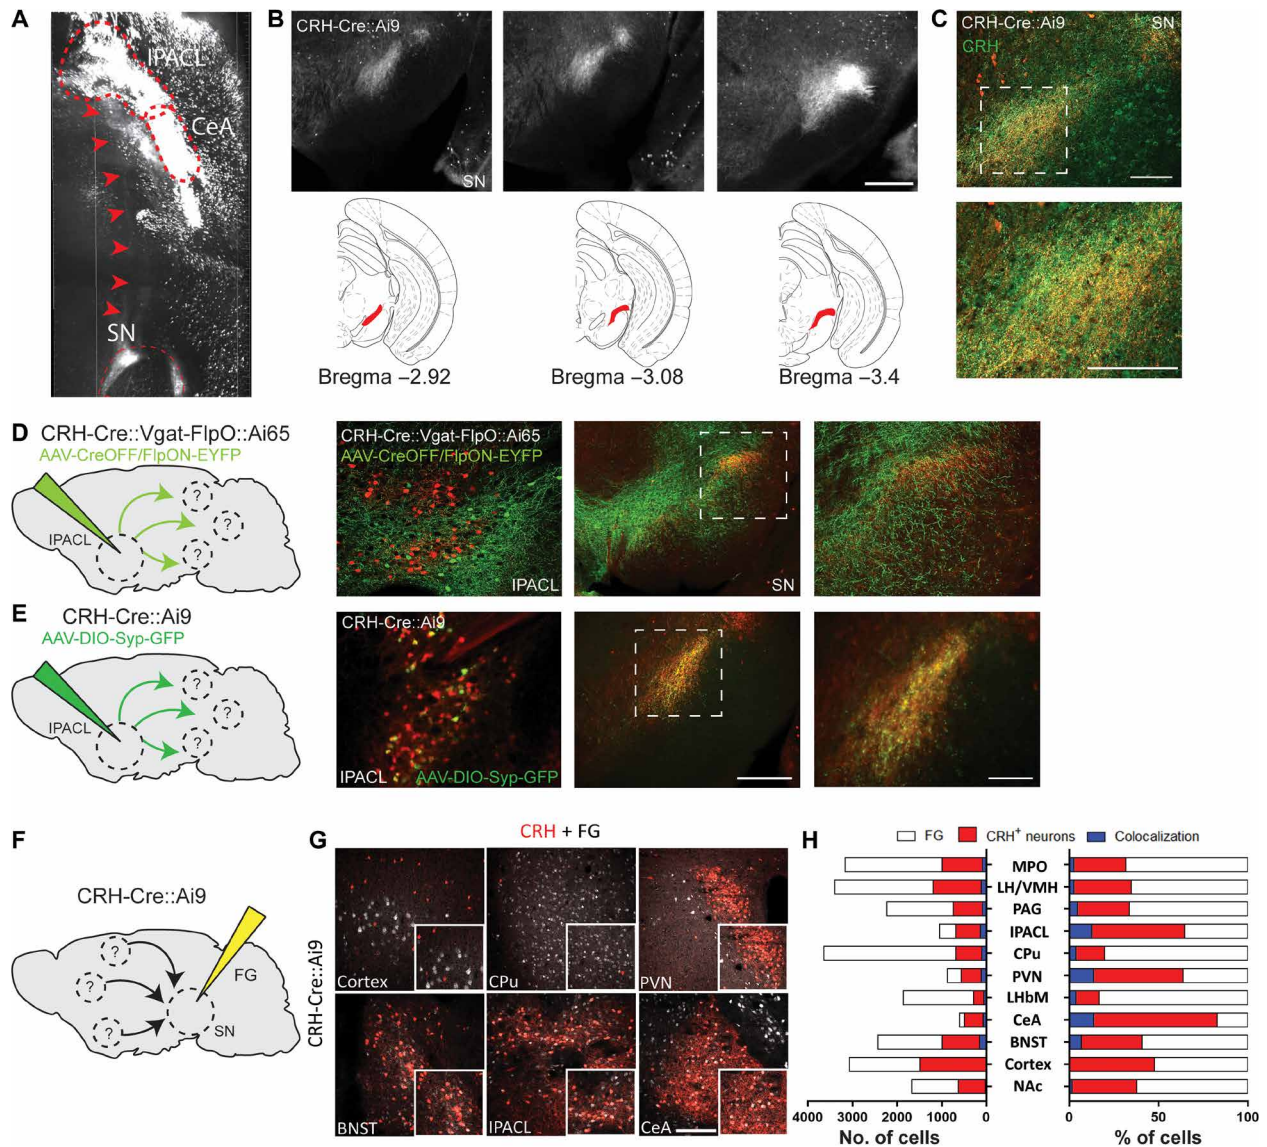 A
IPACL
CeA
SN
B
CRH-Cre::Ai9
SN
Bregma −2.92
Bregma −3.08
Bregma −3.4
C
CRH-Cre::Ai9
SN
CRH
D
CRH-Cre::Vgat-FlpO::Ai65
AAV-CreOFF/FlpON-EYFP
IPACL
?
?
?
CRH-Cre::Vgat-FlpO::Ai65
AAV-CreOFF/FlpON-EYFP
IPACL
SN
E
CRH-Cre::Ai9
AAV-DIO-Syp-GFP
IPACL
?
?
?
CRH-Cre::Ai9
IPACL
AAV-DIO-Syp-GFP
F
CRH-Cre::Ai9
?
?
?
FG
SN
G
CRH + FG
CRH-Cre::Ai9
Cortex
CPu
PVN
BNST
IPACL
CeA
H
FG
CRH+ neurons
Colocalization
MPO
LH/VMH
PAG
IPACL
CPu
PVN
LHbM
CeA
BNST
Cortex
NAc
4000 3000 2000 1000 0
0 50 100
No. of cells
% of cells